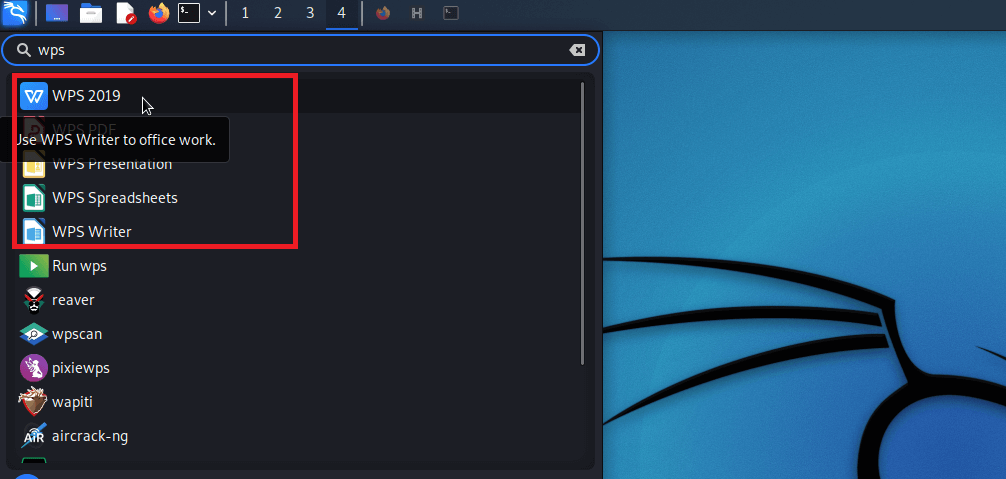 1 2 3 4
wps
WPS 2019
WPS PDF
Use WPS Writer to office work.
WPS Presentation
WPS Spreadsheets
WPS Writer
Run wps
reaver
wpscan
pixiewps
wapiti
AIR
aircrack-ng